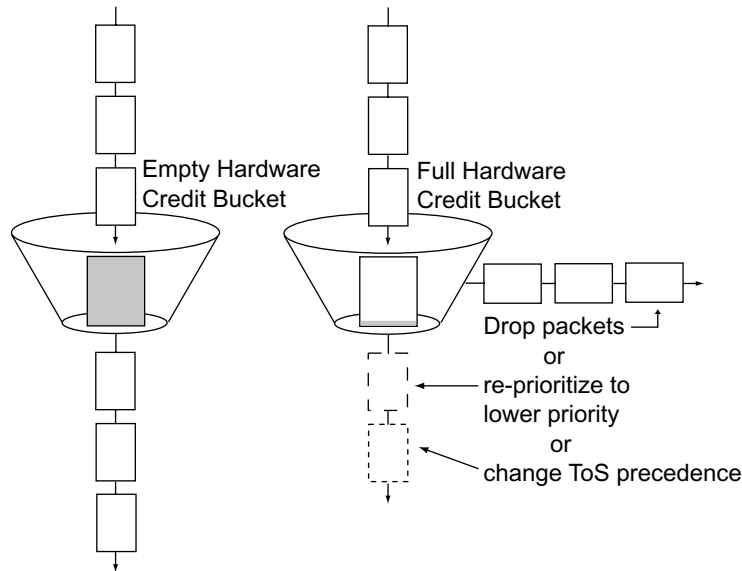 Empty Hardware
Credit Bucket
Full Hardware
Credit Bucket
Drop packets
or
re-prioritize to
lower priority
or
change ToS precedence